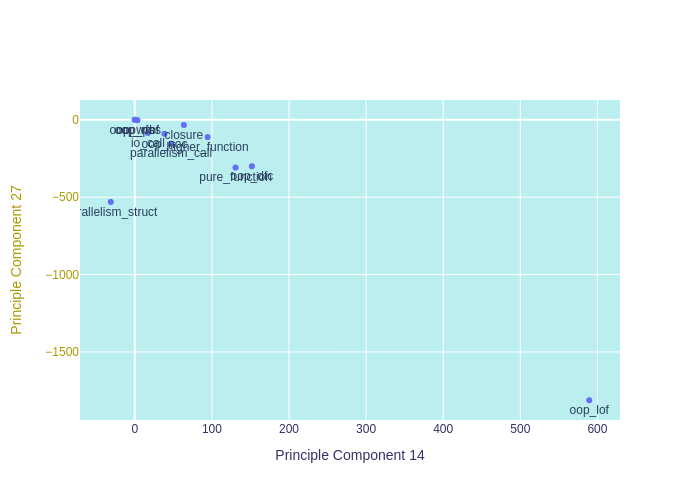 0
−500
−1000
−1500
closure
higher_function
parallelism_call
pure_function
rallelism_struct
oop_lof
0
100
200
300
400
500
600
Principle Component 14
Principle Component 27